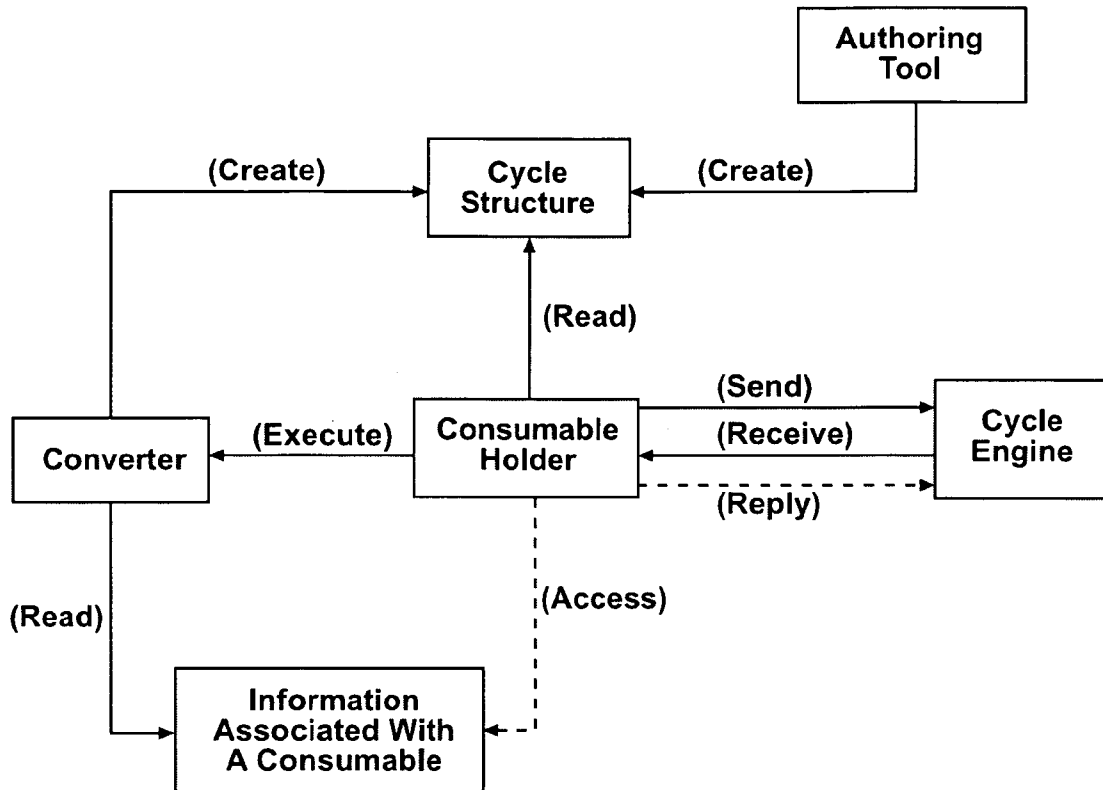 Authoring
Tool
(Create)
Cycle
Structure
(Create)
(Read)
(Send)
Consumable
Holder
(Execute)
Converter
(Receive)
Cycle
Engine
(Reply)
(Access)
(Read)
Information
Associated With
A Consumable